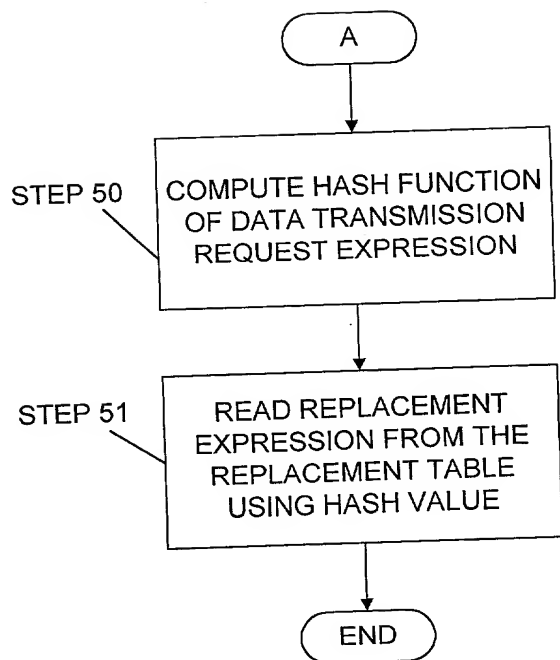 A
STEP 50
COMPUTE HASH FUNCTION
OF DATA TRANSMISSION
REQUEST EXPRESSION
STEP 51
READ REPLACEMENT
EXPRESSION FROM THE
REPLACEMENT TABLE
USING HASH VALUE
END